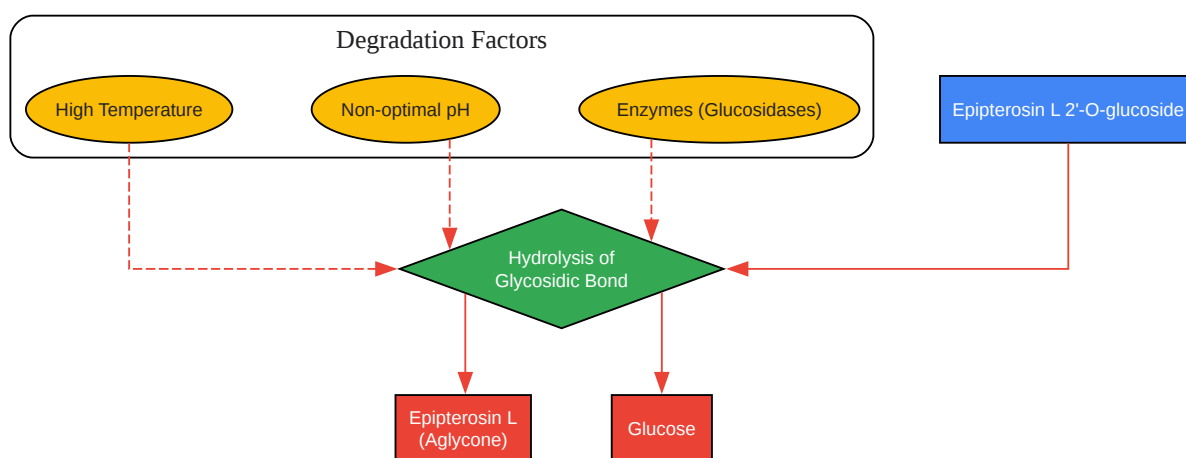 Degradation Factors
High Temperature
Non-optimal pH
Enzymes (Glucosidases)
Epipterosin L 2'-O-glucoside
Hydrolysis of
Glycosidic Bond
Epipterosin L
(Aglycone)
Glucose